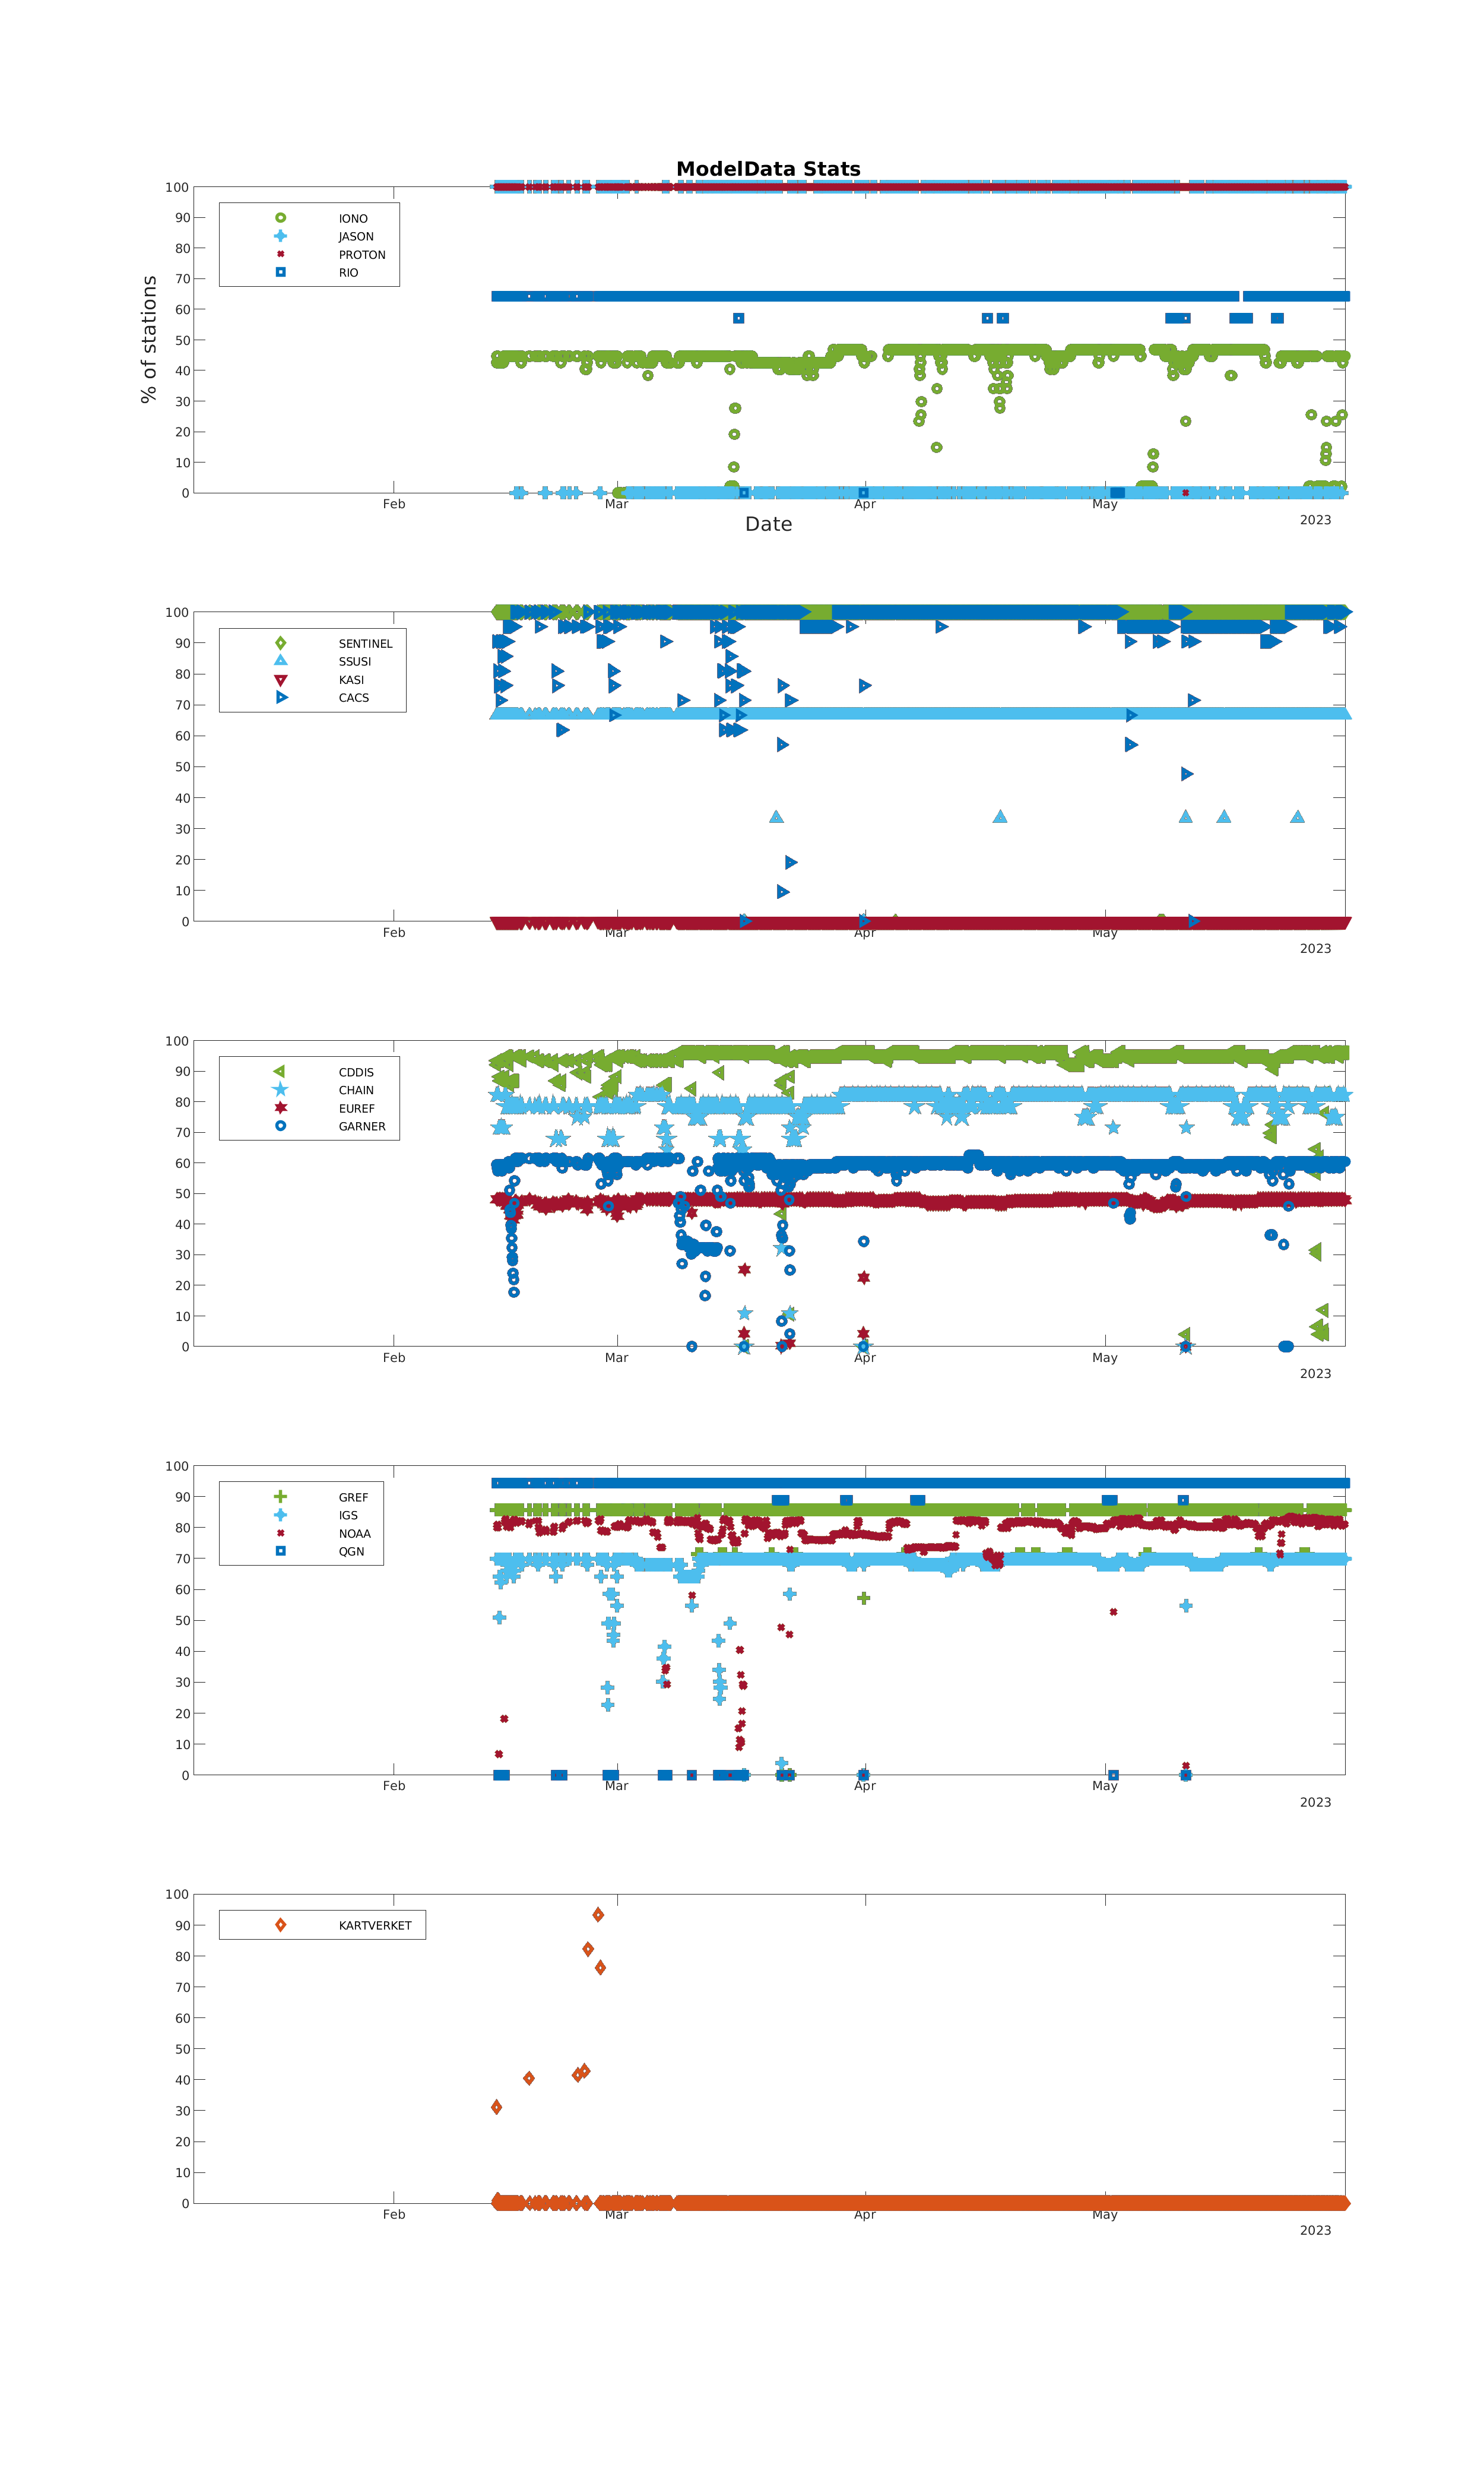 ModelData Stats
100
90
80
70
60
50
40
30
20
10
0
% of stations
IONO
JASON
PROTON
RIO
Feb Mar Apr May
Date
2023
100
90
80
70
60
50
40
30
20
10
0
SENTINEL
SSUSI
KASI
CACS
Feb Mar Apr May
2023
100
90
80
70
60
50
40
30
20
10
0
CDDIS
CHAIN
EUREF
GARNER
Feb Mar Apr May
2023
100
90
80
70
60
50
40
30
20
10
0
GREF
IGS
NOAA
QGN
Feb Mar Apr May
2023
100
90
80
70
60
50
40
30
20
10
0
KARTVERKET
Feb Mar Apr May
2023